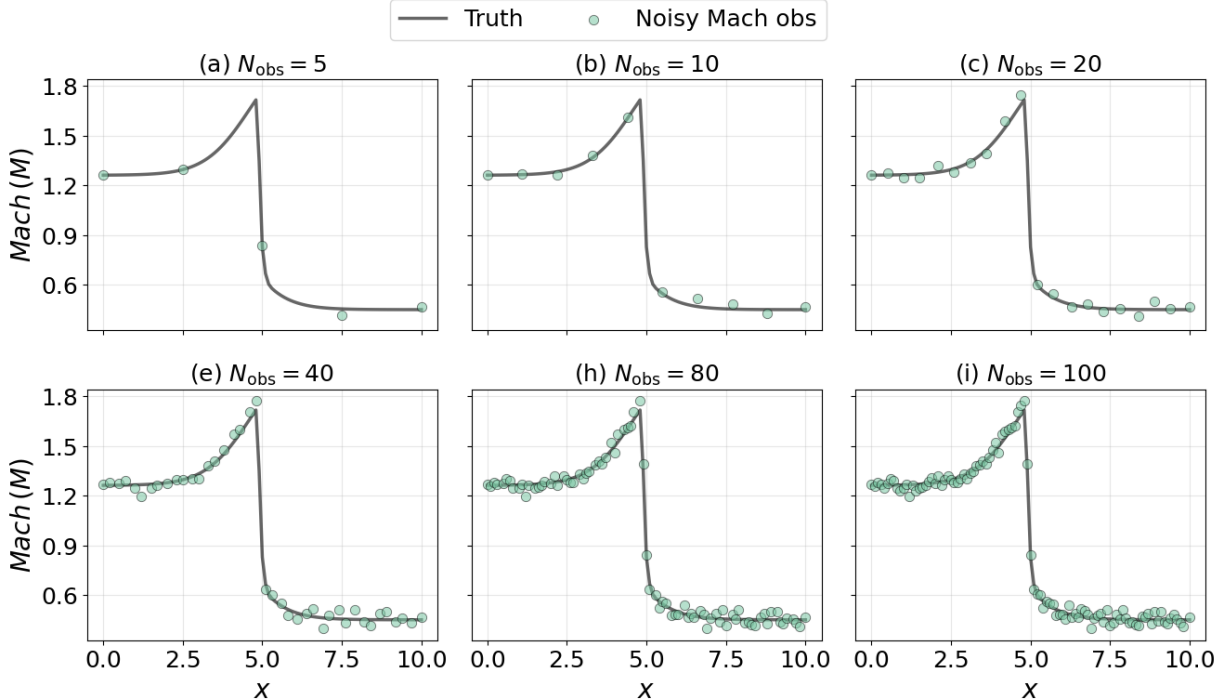 Truth Noisy Mach obs
(a) N_obs = 5 (b) N_obs = 10 (c) N_obs = 20
1.8
1.5
1.2
0.9
0.6
Mach (M)
(e) N_obs = 40 (h) N_obs = 80 (i) N_obs = 100
1.8
1.5
1.2
0.9
0.6
Mach (M)
0.0 2.5 5.0 7.5 10.0 0.0 2.5 5.0 7.5 10.0 0.0 2.5 5.0 7.5 10.0
x x x